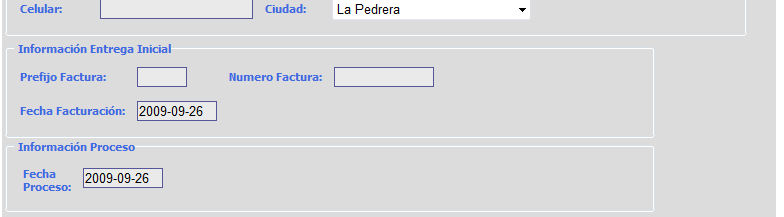 Celular: Ciudad: La Pedrera
Información Entrega Inicial
Prefijo Factura: Numero Factura:
Fecha Facturación: 2009-09-26
Información Proceso
Fecha
Proceso: 2009-09-26